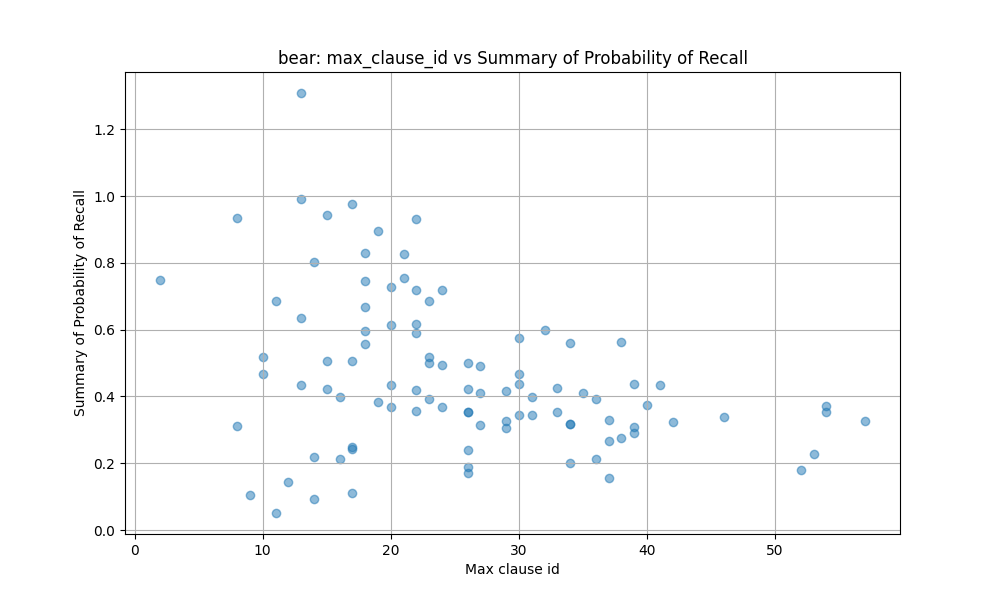 bear: max_clause_id vs Summary of Probability of Recall
Summary of Probability of Recall
1.2
1.0
0.8
0.6
0.4
0.2
0.0
0 10 20 30 40 50
Max clause id